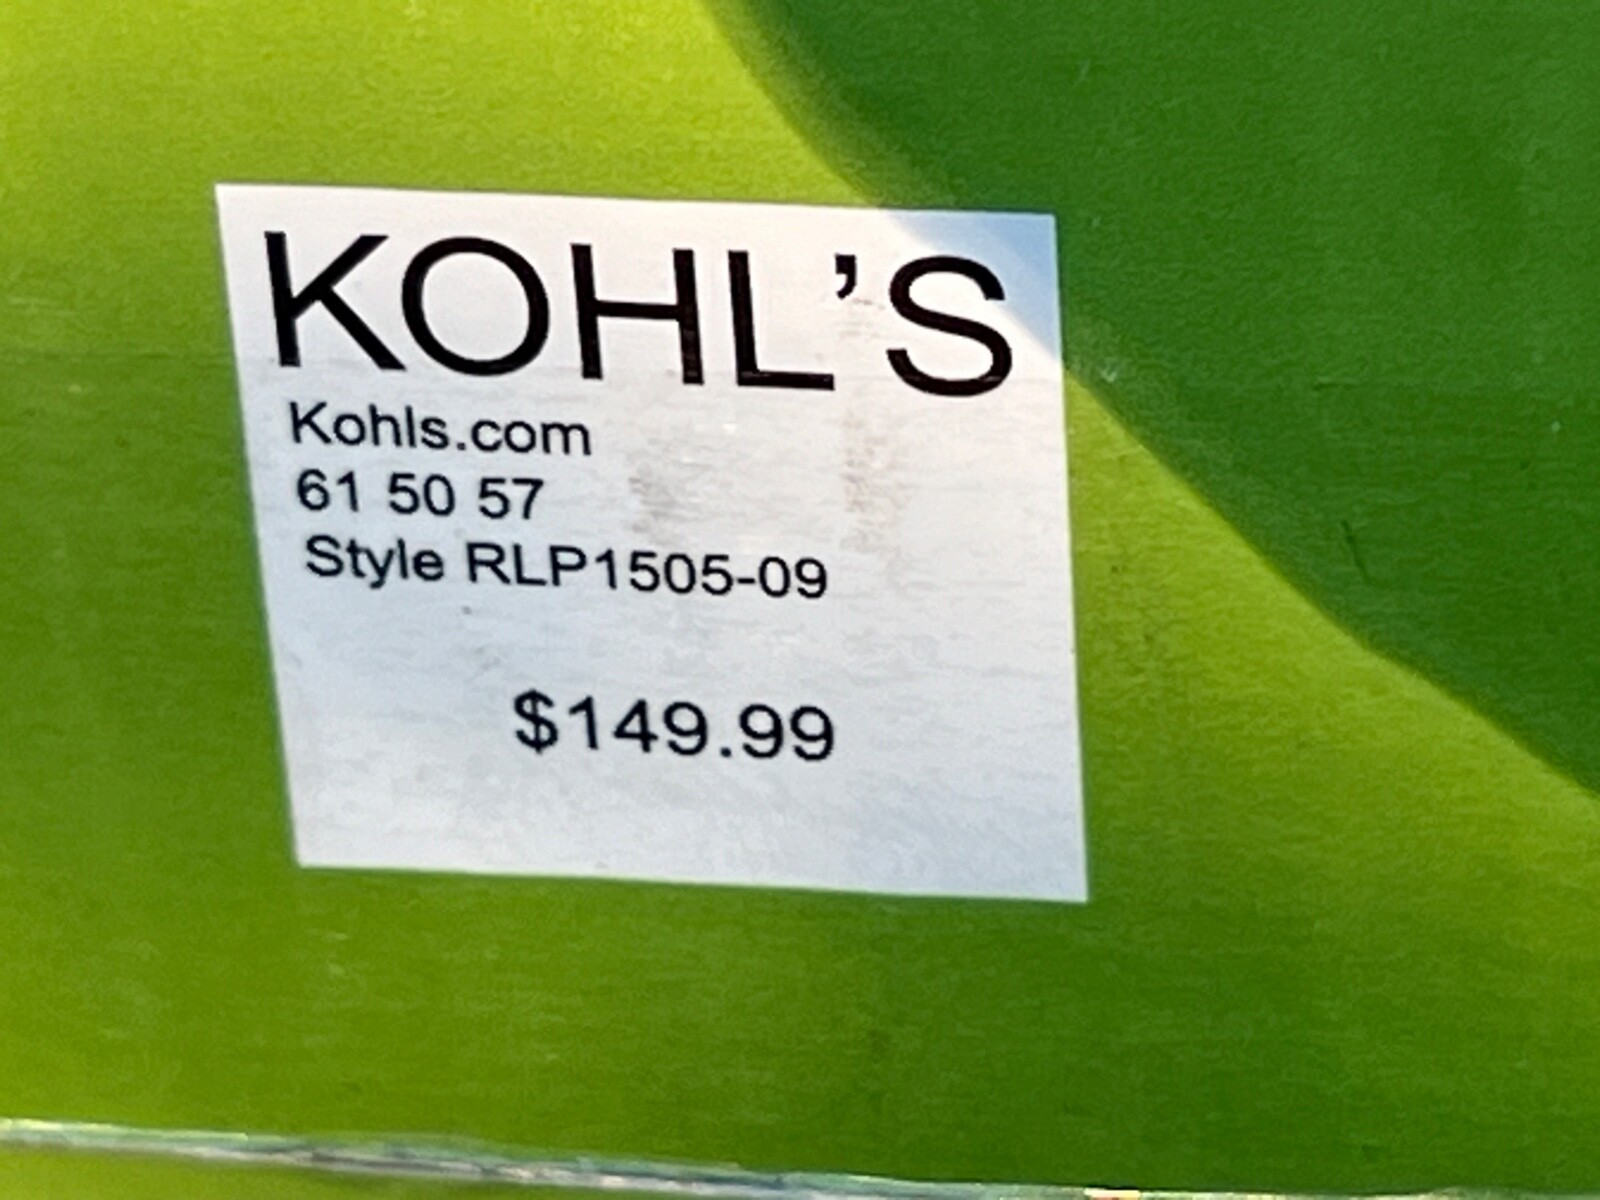 KOHL'S
Kohls.com
61 50 57
Style RLP1505-09
$149.99